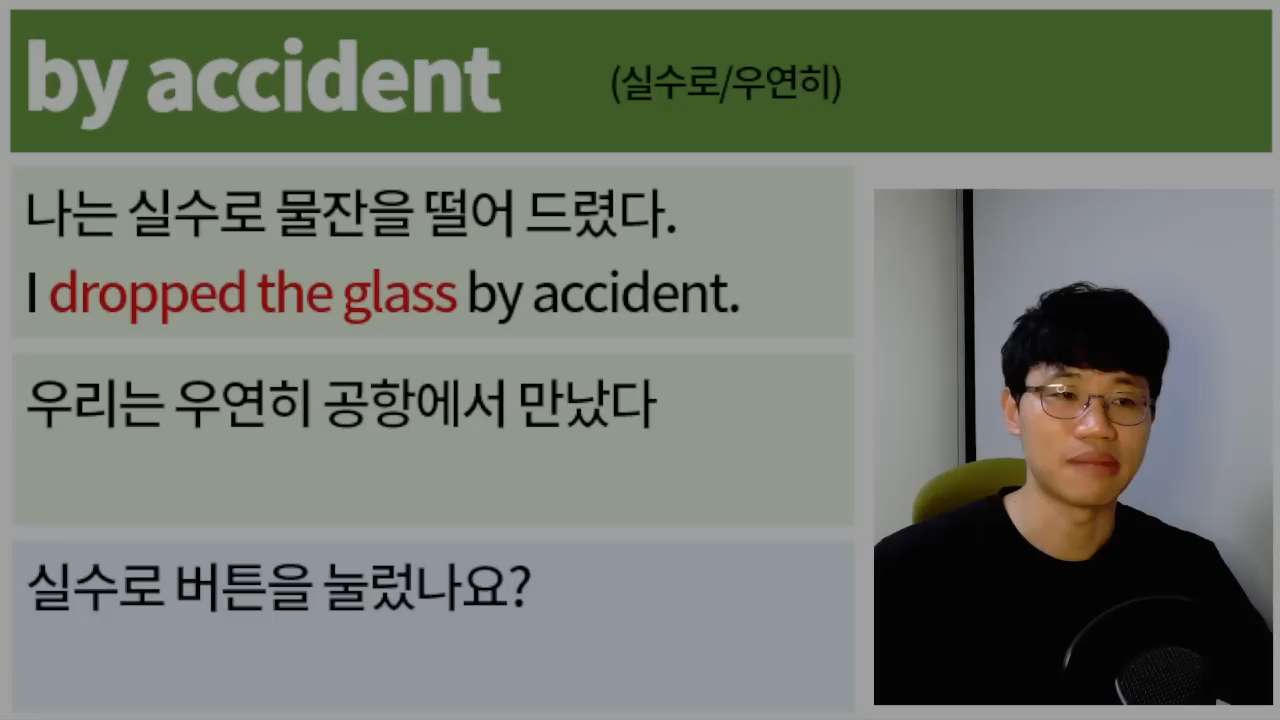 by accident (실수로/우연히)
나는 실수로 물잔을 떨어 드렸다.
I dropped the glass by accident.
우리는 우연히 공항에서 만났다
실수로 버튼을 눌렀나요?